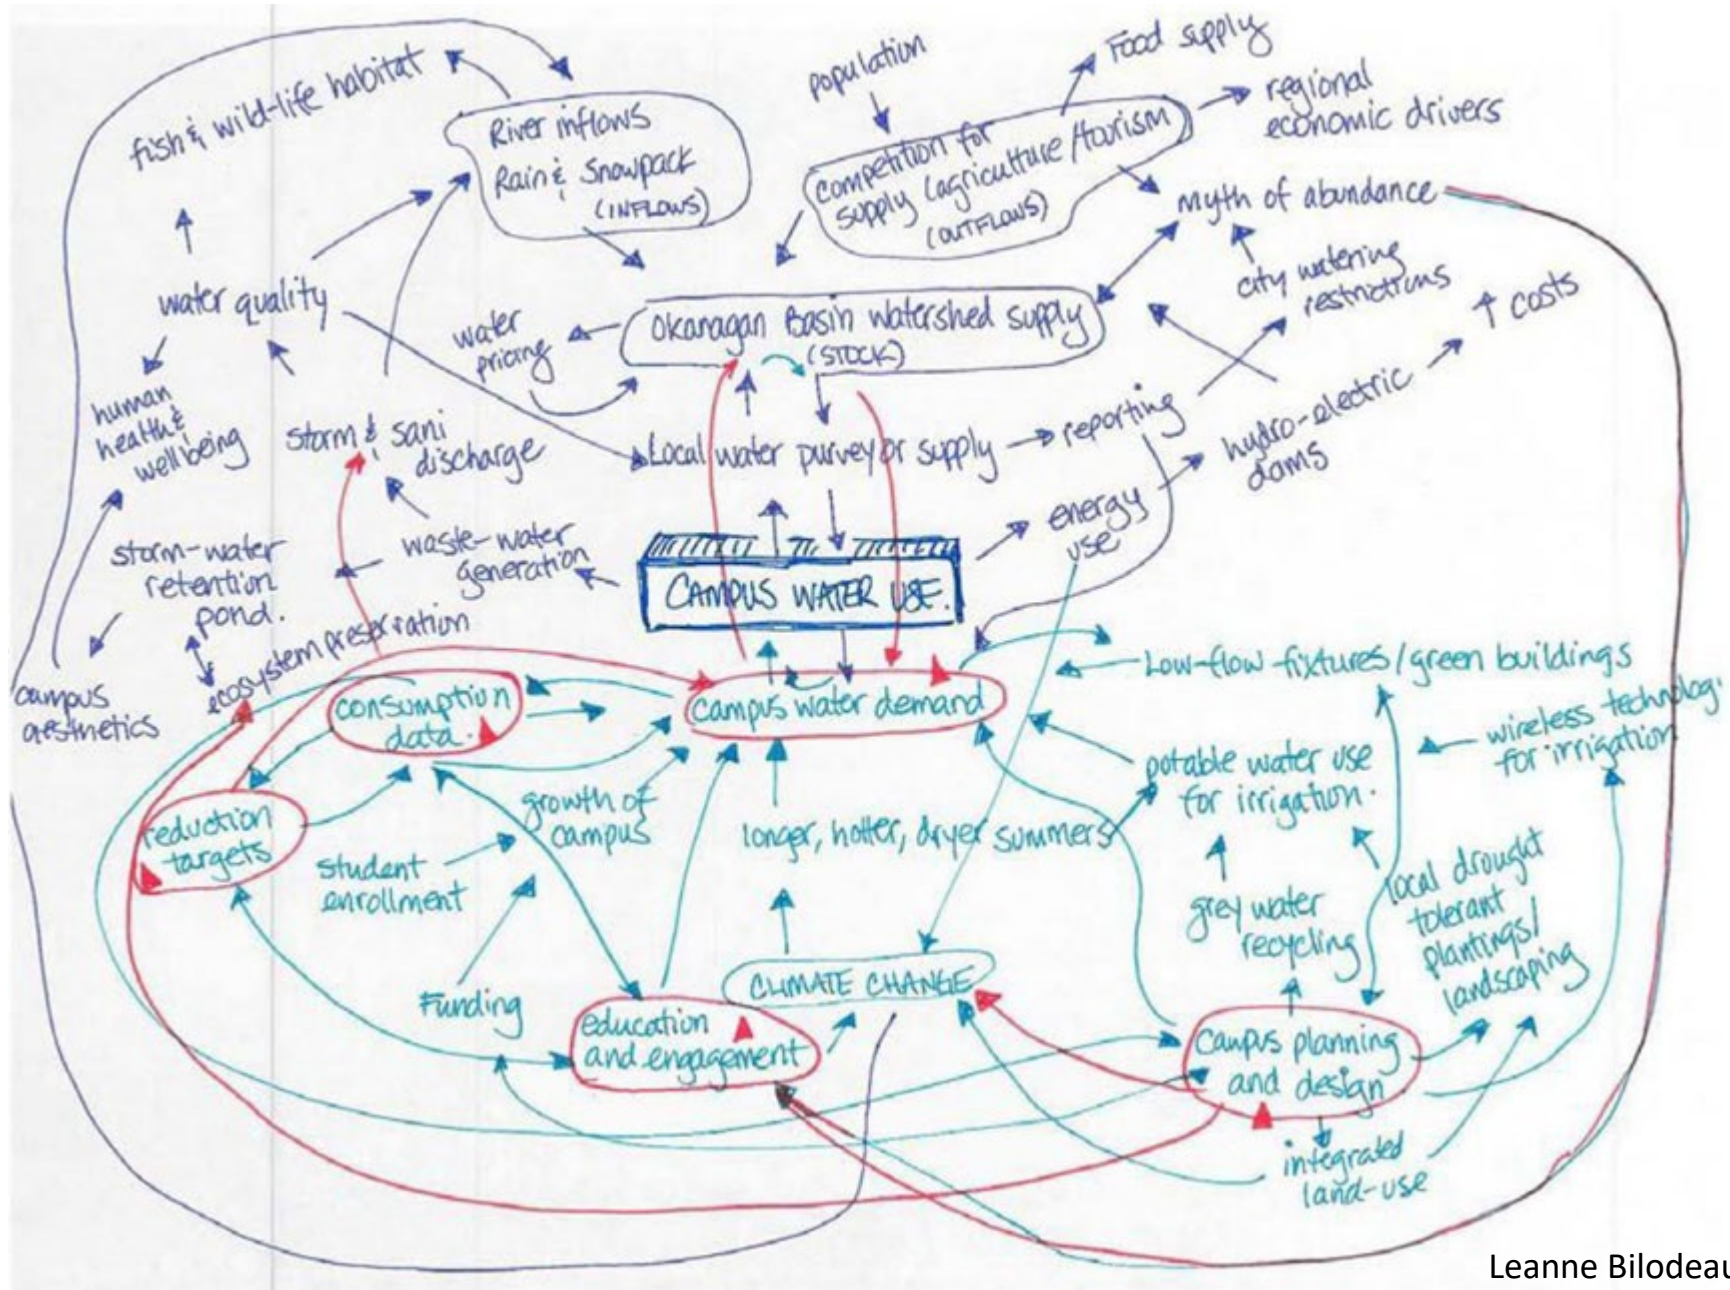 fish & wild-life habitat
River inflows
Rain & Snowpack
(INFLOWS)
population
Food supply
regional
economic drivers
competition for
supply (agriculture/tourism)
(OUTFLOWS)
myth of abundance
city watering
restrictions
↑ costs
water quality
water
pricing
Okanagan Basin Watershed supply
(STOCK)
human
health &
wellbeing
storm & sani
discharge
Local water purveyor supply
reporting
hydro-electric
dams
energy
use
storm-water
retention
pond.
waste-water
generation
CAMPUS WATER USE.
ecosystem preservation
campus
aesthetics
consumption
data.
campus water demand
Low-flow fixtures/green buildings
wireless technolog.
for irrigation
potable water use
for irrigation.
reduction
targets
growth of
campus
longer, hotter, dryer summers
student
enrollment
grey water
recycling
local drought
tolerant
plantings/
landscaping
Funding
CLIMATE CHANGE
education
and engagement
campus planning
and design
integrated
land-use
Leanne Bilodeau